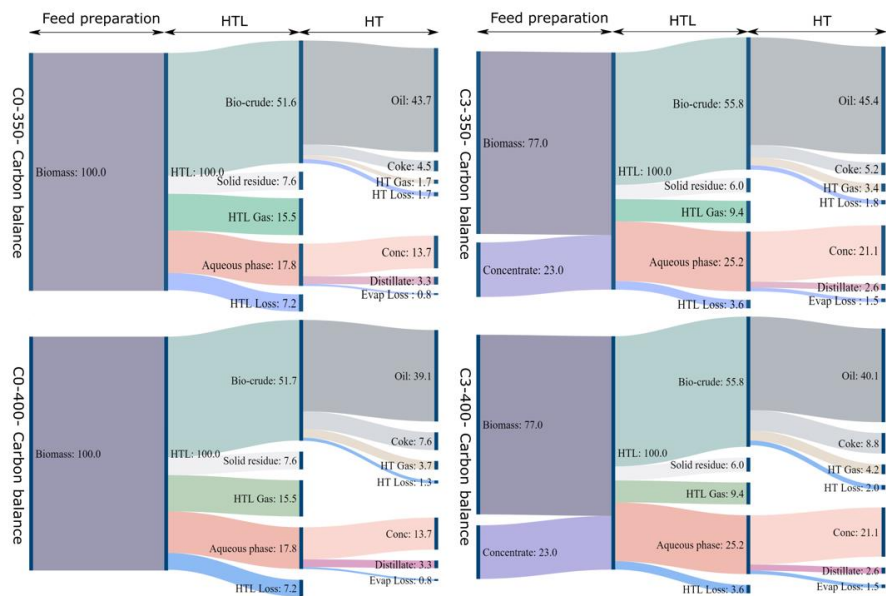 Feed preparation
HTL
HT
C0-350- Carbon balance
Biomass: 100.0
HTL: 100.0
Bio-crude: 51.6
Solid residue: 7.6
HTL Gas: 15.5
Aqueous phase: 17.8
HTL Loss: 7.2
Oil: 43.7
Coke: 4.5
HT Gas: 1.7
HT Loss: 1.7
Conc: 13.7
Distillate: 3.3
Evap Loss : 0.8
Feed preparation
HTL
HT
C3-350- Carbon balance
Biomass: 77.0
Concentrate: 23.0
HTL: 100.0
Bio-crude: 55.8
Solid residue: 6.0
HTL Gas: 9.4
Aqueous phase: 25.2
HTL Loss: 3.6
Oil: 45.4
Coke: 5.2
HT Gas: 3.4
HT Loss: 1.8
Conc: 21.1
Distillate: 2.6
Evap Loss : 1.5
C0-400- Carbon balance
Biomass: 100.0
HTL: 100.0
Bio-crude: 51.7
Solid residue: 7.6
HTL Gas: 15.5
Aqueous phase: 17.8
HTL Loss: 7.2
Oil: 39.1
Coke: 7.6
HT Gas: 3.7
HT Loss: 1.3
Conc: 13.7
Distillate: 3.3
Evap Loss: 0.8
C3-400- Carbon balance
Biomass: 77.0
Concentrate: 23.0
HTL: 100.0
Bio-crude: 55.8
Solid residue: 6.0
HTL Gas: 9.4
Aqueous phase: 25.2
HTL Loss: 3.6
Oil: 40.1
Coke: 8.8
HT Gas: 4.2
HT Loss: 2.0
Conc: 21.1
Distillate: 2.6
Evap Loss: 1.5